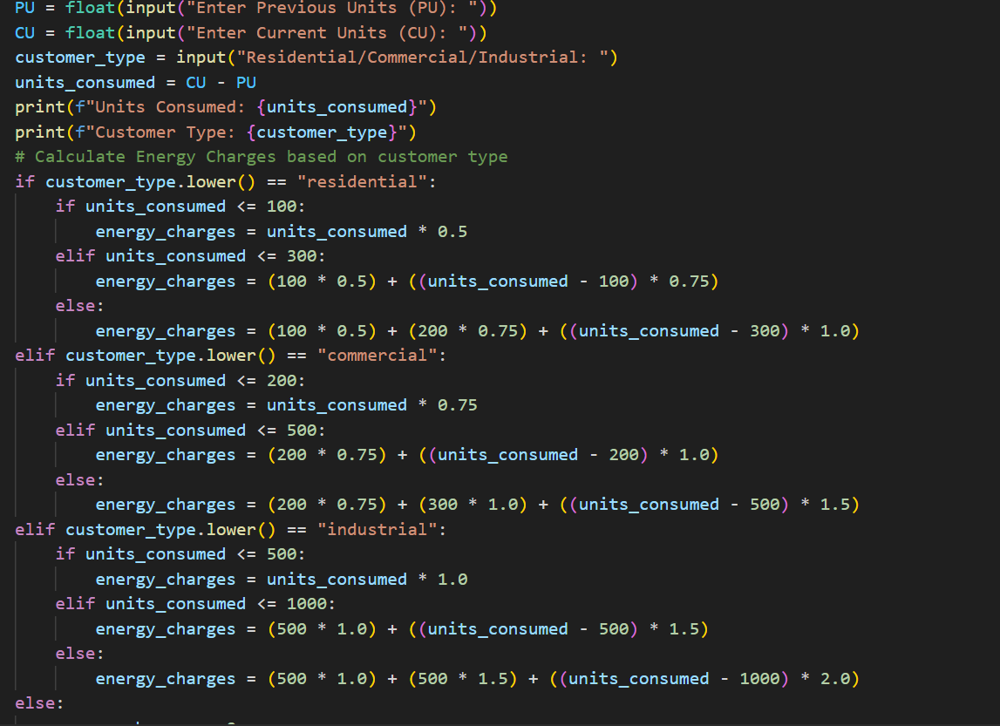 PU = float(input("Enter Previous Units (PU): "))
CU = float(input("Enter Current Units (CU): "))
customer_type = input("Residential/Commercial/Industrial: ")
units_consumed = CU - PU
print(f"Units Consumed: {units_consumed}")
print(f"Customer Type: {customer_type}")
# Calculate Energy Charges based on customer type
if customer_type.lower() == "residential":
    if units_consumed <= 100:
        energy_charges = units_consumed * 0.5
    elif units_consumed <= 300:
        energy_charges = (100 * 0.5) + ((units_consumed - 100) * 0.75)
    else:
        energy_charges = (100 * 0.5) + (200 * 0.75) + ((units_consumed - 300) * 1.0)
elif customer_type.lower() == "commercial":
    if units_consumed <= 200:
        energy_charges = units_consumed * 0.75
    elif units_consumed <= 500:
        energy_charges = (200 * 0.75) + ((units_consumed - 200) * 1.0)
    else:
        energy_charges = (200 * 0.75) + (300 * 1.0) + ((units_consumed - 500) * 1.5)
elif customer_type.lower() == "industrial":
    if units_consumed <= 500:
        energy_charges = units_consumed * 1.0
    elif units_consumed <= 1000:
        energy_charges = (500 * 1.0) + ((units_consumed - 500) * 1.5)
    else:
        energy_charges = (500 * 1.0) + (500 * 1.5) + ((units_consumed - 1000) * 2.0)
else: